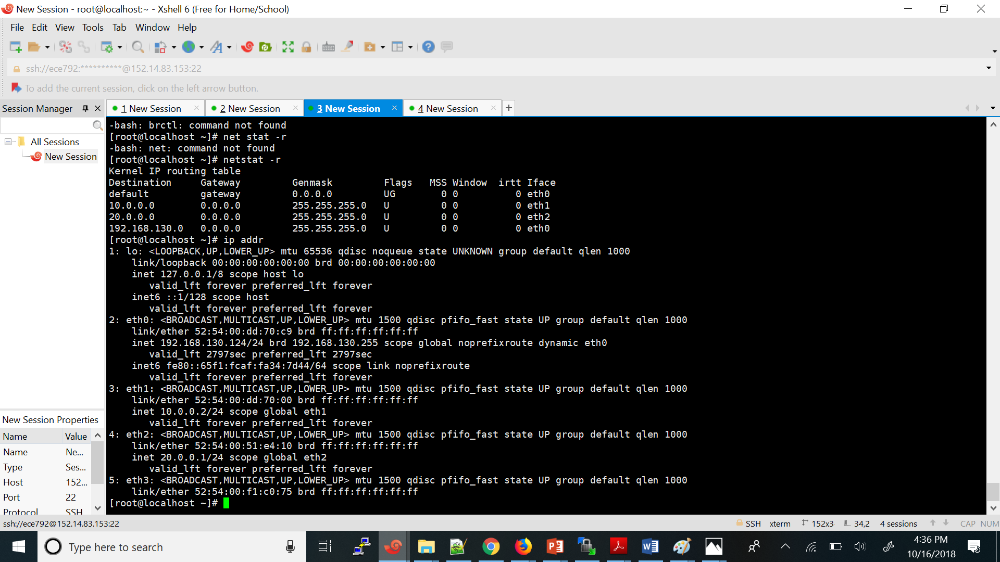 New Session - root@localhost:~ - Xshell 6 (Free for Home/School)
File Edit View Tools Tab Window Help
ssh://ece792:**********@152.14.83.153:22
To add the current session, click on the left arrow button.
Session Manager
1 New Session
2 New Session
3 New Session
4 New Session
All Sessions
New Session
-bash: brctl: command not found
[root@localhost ~]# net stat -r
-bash: net: command not found
[root@localhost ~]# netstat -r
Kernel IP routing table
Destination     Gateway         Genmask         Flags   MSS Window  irtt Iface
default         gateway         0.0.0.0         UG        0 0          0 eth0
10.0.0.0        0.0.0.0         255.255.255.0   U         0 0          0 eth1
20.0.0.0        0.0.0.0         255.255.255.0   U         0 0          0 eth2
192.168.130.0   0.0.0.0         255.255.255.0   U         0 0          0 eth0
[root@localhost ~]# ip addr
1: lo: <LOOPBACK,UP,LOWER_UP> mtu 65536 qdisc noqueue state UNKNOWN group default qlen 1000
    link/loopback 00:00:00:00:00:00 brd 00:00:00:00:00:00
    inet 127.0.0.1/8 scope host lo
       valid_lft forever preferred_lft forever
    inet6 ::1/128 scope host
       valid_lft forever preferred_lft forever
2: eth0: <BROADCAST,MULTICAST,UP,LOWER_UP> mtu 1500 qdisc pfifo_fast state UP group default qlen 1000
    link/ether 52:54:00:dd:70:c9 brd ff:ff:ff:ff:ff:ff
    inet 192.168.130.124/24 brd 192.168.130.255 scope global noprefixroute dynamic eth0
       valid_lft 2797sec preferred_lft 2797sec
    inet6 fe80::65f1:fcaf:fa34:7d44/64 scope link noprefixroute
       valid_lft forever preferred_lft forever
3: eth1: <BROADCAST,MULTICAST,UP,LOWER_UP> mtu 1500 qdisc pfifo_fast state UP group default qlen 1000
    link/ether 52:54:00:dd:70:00 brd ff:ff:ff:ff:ff:ff
    inet 10.0.0.2/24 scope global eth1
       valid_lft forever preferred_lft forever
4: eth2: <BROADCAST,MULTICAST,UP,LOWER_UP> mtu 1500 qdisc pfifo_fast state UP group default qlen 1000
    link/ether 52:54:00:51:e4:10 brd ff:ff:ff:ff:ff:ff
    inet 20.0.0.1/24 scope global eth2
       valid_lft forever preferred_lft forever
5: eth3: <BROADCAST,MULTICAST,UP,LOWER_UP> mtu 1500 qdisc pfifo_fast state UP group default qlen 1000
    link/ether 52:54:00:f1:c0:75 brd ff:ff:ff:ff:ff:ff
[root@localhost ~]#
New Session Properties
Name Value
Name Ne...
Type Ses...
Host 152...
Port 22
Protocol SSH
ssh://ece792@152.14.83.153:22
SSH xterm 152x3 34,2 4 sessions CAP NUM
Type here to search
4:36 PM
10/16/2018